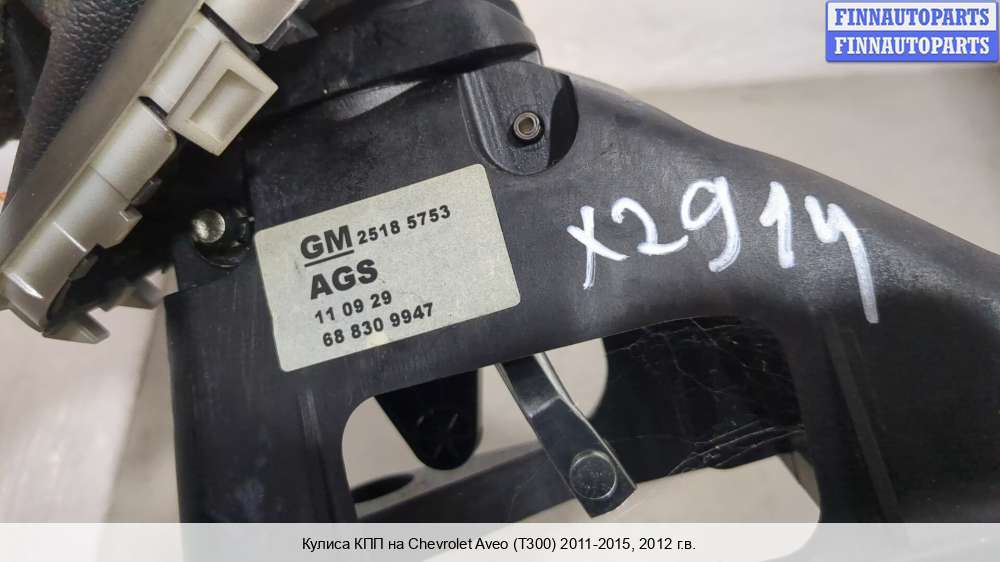 FINNAUTOPARTS
FINNAUTOPARTS
GM 2518 5753
AGS
11 09 29
68 830 9947
x2914
Кулиса КПП на Chevrolet Aveo (T300) 2011-2015, 2012 г.в.